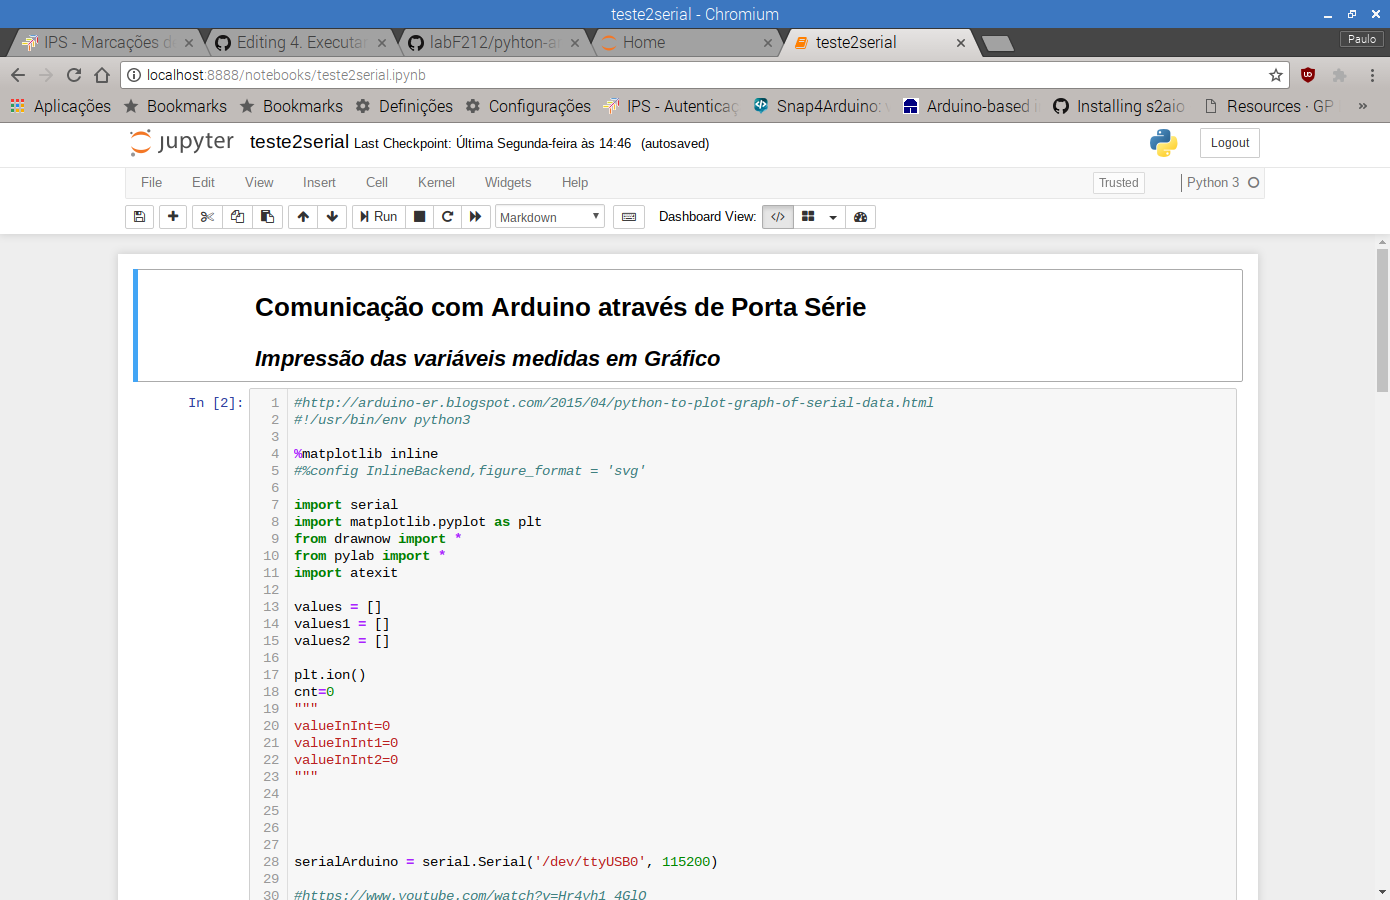 teste2serial - Chromium
IPS - Marcações de
Editing 4. Executar
labF212/pyhton-a
Home
teste2serial
Paulo
localhost:8888/notebooks/teste2serial.ipynb
Aplicações Bookmarks Bookmarks Definições Configurações IPS - Autenticaç Snap4Arduino: Arduino-based Installing s2aio Resources · GP »
jupyter teste2serial Last Checkpoint: Última Segunda-feira às 14:46 (autosaved) Logout
File Edit View Insert Cell Kernel Widgets Help Trusted Python 3
Run Markdown Dashboard View: </>
Comunicação com Arduino através de Porta Série
Impressão das variáveis medidas em Gráfico
In [2]:
1 #http://arduino-er.blogspot.com/2015/04/python-to-plot-graph-of-serial-data.html
2 #!/usr/bin/env python3
3
4 %matplotlib inline
5 #%config InlineBackend,figure_format = 'svg'
6
7 import serial
8 import matplotlib.pyplot as plt
9 from drawnow import *
10 from pylab import *
11 import atexit
12
13 values = []
14 values1 = []
15 values2 = []
16
17 plt.ion()
18 cnt=0
19 """
20 valueInInt=0
21 valueInInt1=0
22 valueInInt2=0
23 """
24
25
26
27
28 serialArduino = serial.Serial('/dev/ttyUSB0', 115200)
29
30 #https://www.youtube.com/watch?v=Hr4yh1_4GlQ